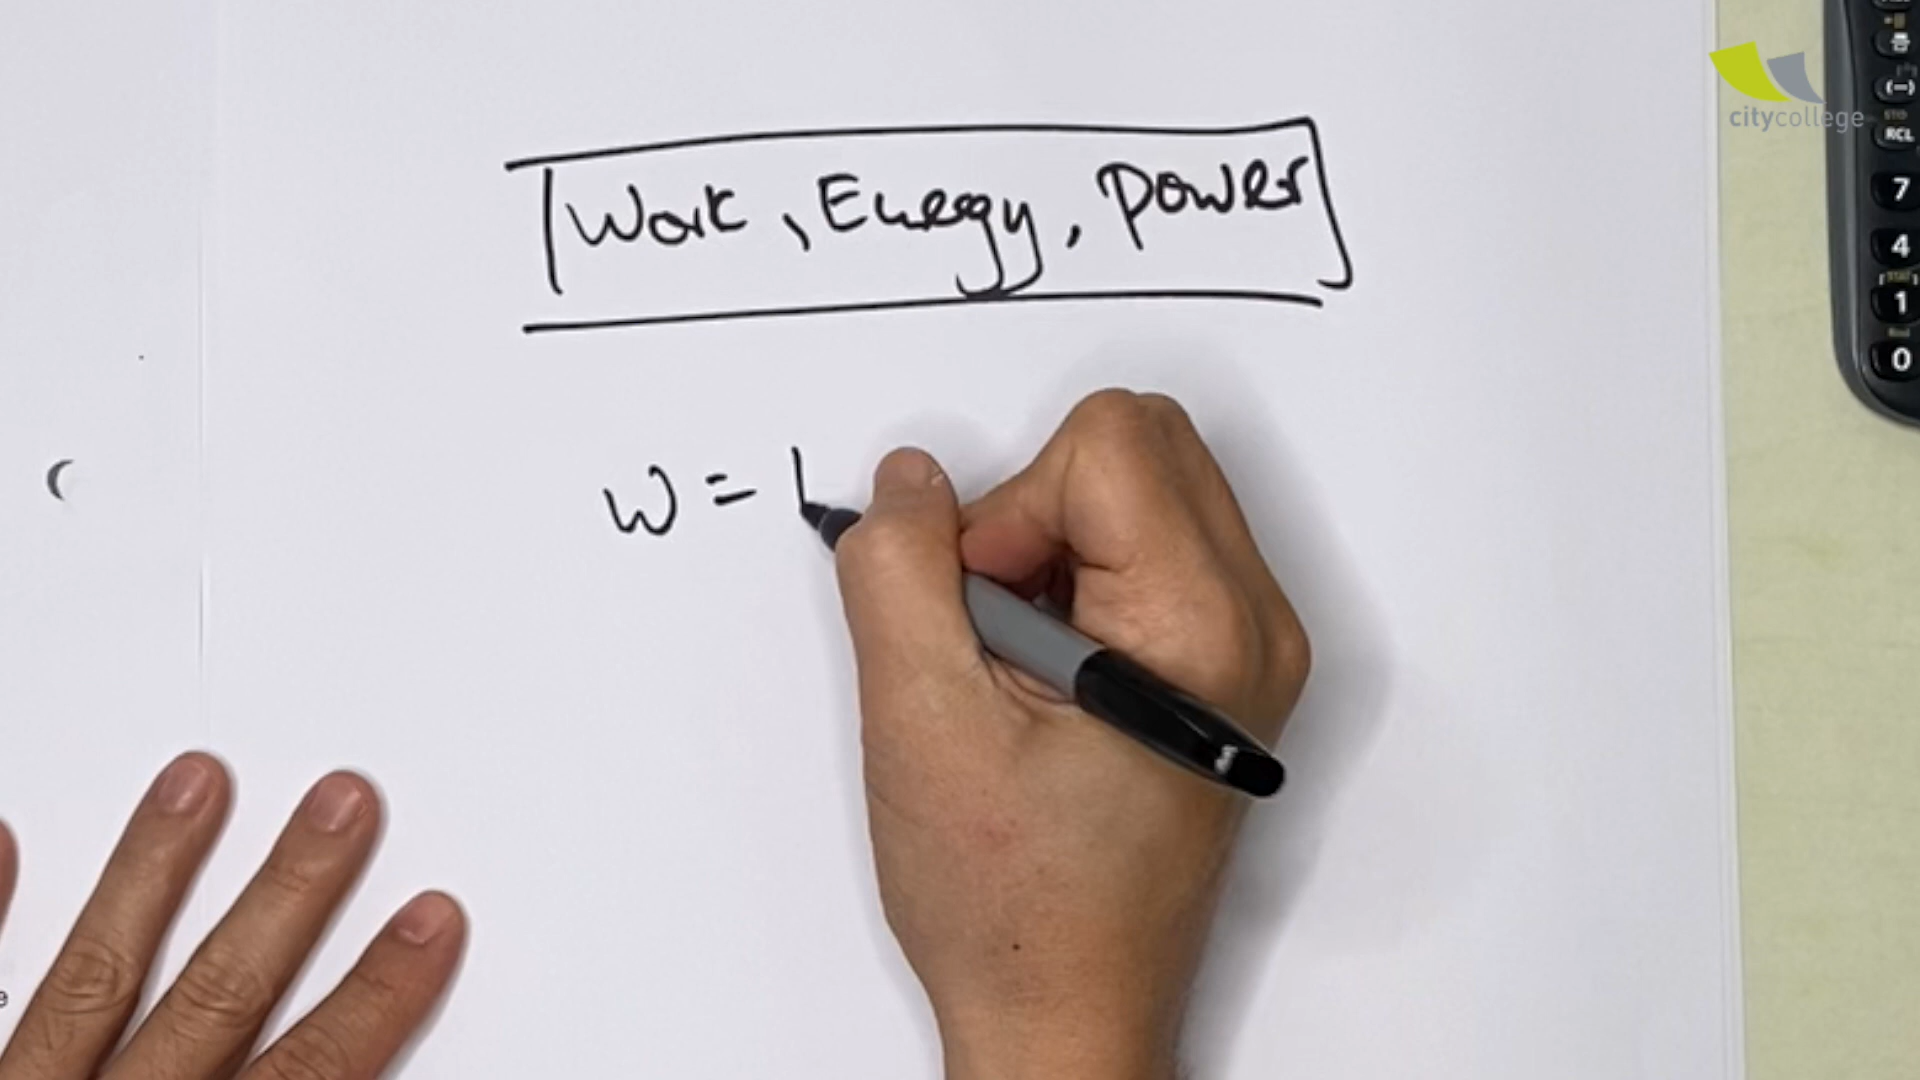 citycollege
Work, Energy, Power
W =
(-)
RCL
7
4
1
0